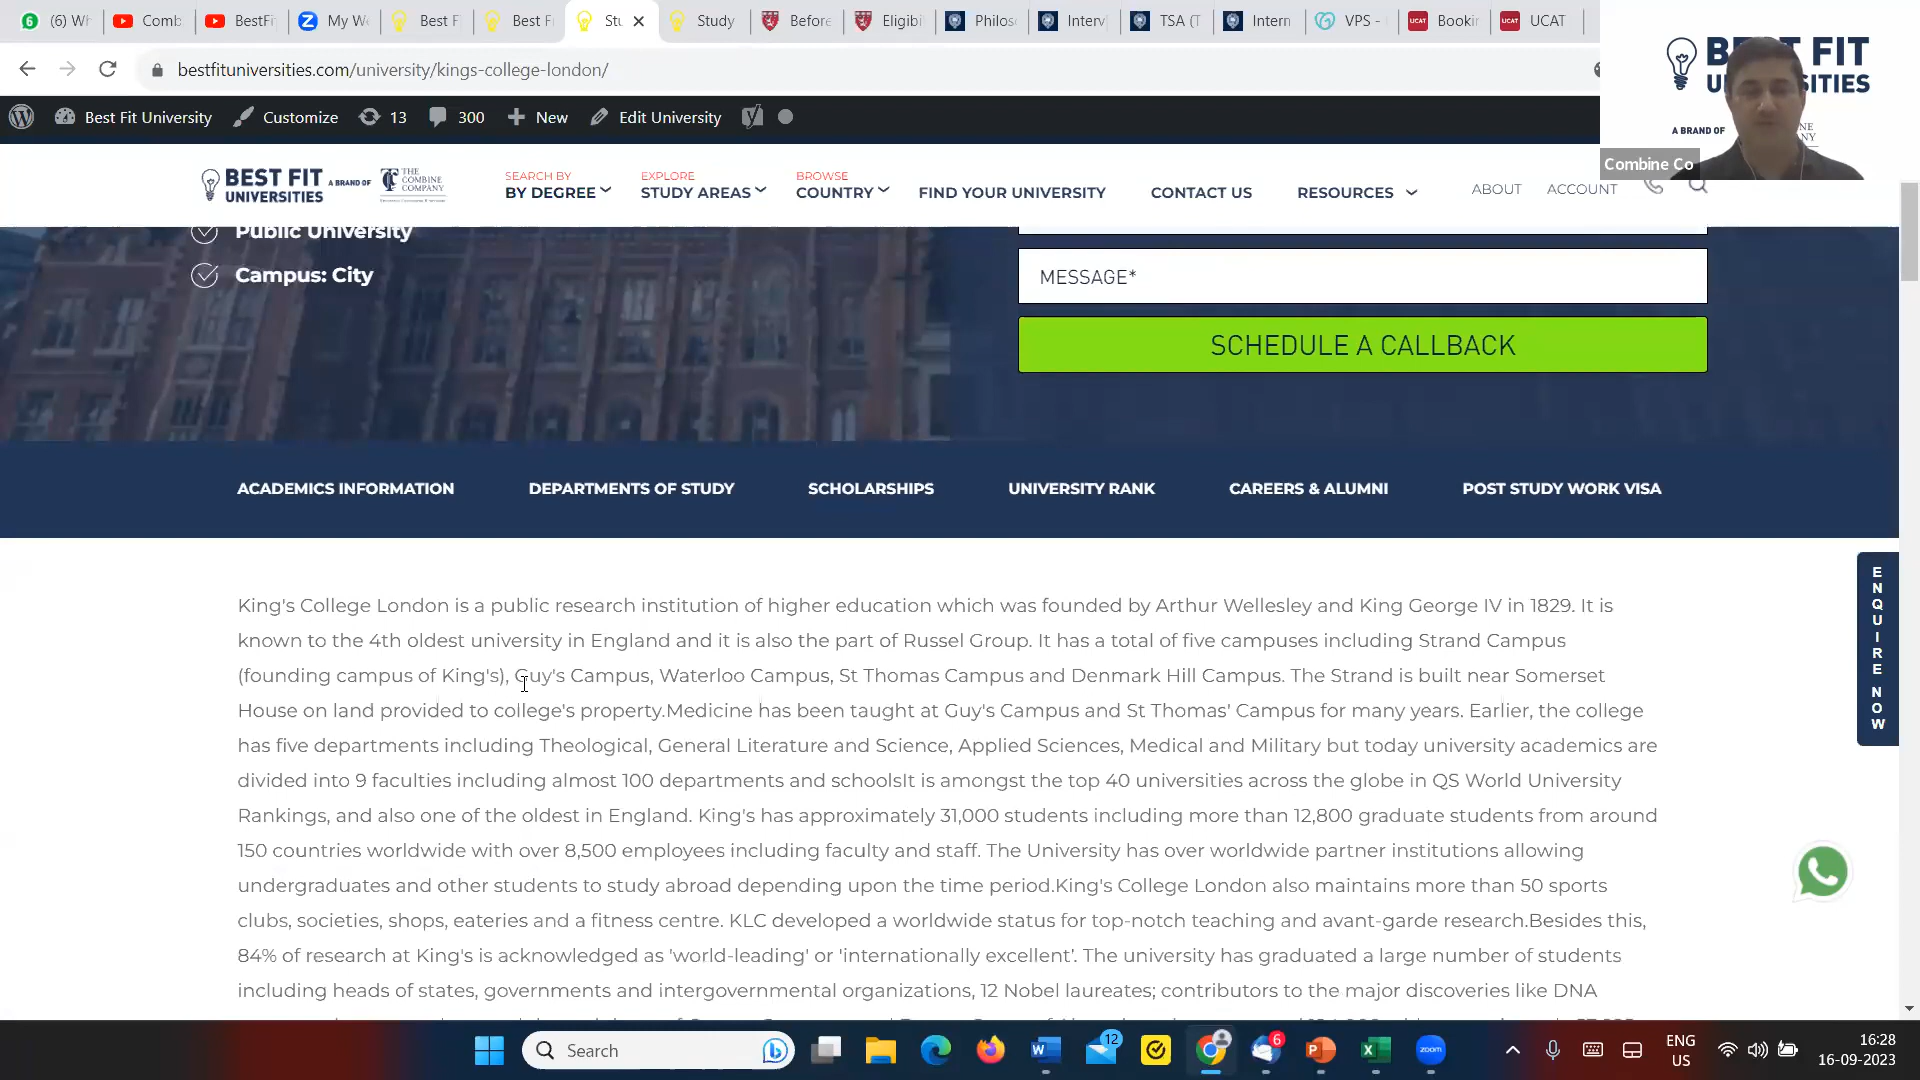 (6) Wh
Comb
BestFi
My W
Best F
Best Fi
Stu
Study
Before
Eligibi
Philos
Intervi
TSA (T
Intern
VPS -
Bookin
UCAT
bestfituniversities.com/university/kings-college-london/
Best Fit University
Customize
13
300
New
Edit University
BEST FIT
UNIVERSITIES
A BRAND OF
THE
COMBINE
COMPANY
SEARCH BY
BY DEGREE
EXPLORE
STUDY AREAS
BROWSE
COUNTRY
FIND YOUR UNIVERSITY
CONTACT US
RESOURCES
ABOUT
ACCOUNT
A BRAND OF
Combine Co
Public University
Campus: City
MESSAGE*
SCHEDULE A CALLBACK
ACADEMICS INFORMATION
DEPARTMENTS OF STUDY
SCHOLARSHIPS
UNIVERSITY RANK
CAREERS & ALUMNI
POST STUDY WORK VISA
King's College London is a public research institution of higher education which was founded by Arthur Wellesley and King George IV in 1829. It is
known to the 4th oldest university in England and it is also the part of Russel Group. It has a total of five campuses including Strand Campus
(founding campus of King's), Guy's Campus, Waterloo Campus, St Thomas Campus and Denmark Hill Campus. The Strand is built near Somerset
House on land provided to college's property.Medicine has been taught at Guy's Campus and St Thomas' Campus for many years. Earlier, the college
has five departments including Theological, General Literature and Science, Applied Sciences, Medical and Military but today university academics are
divided into 9 faculties including almost 100 departments and schoolsIt is amongst the top 40 universities across the globe in QS World University
Rankings, and also one of the oldest in England. King's has approximately 31,000 students including more than 12,800 graduate students from around
150 countries worldwide with over 8,500 employees including faculty and staff. The University has over worldwide partner institutions allowing
undergraduates and other students to study abroad depending upon the time period.King's College London also maintains more than 50 sports
clubs, societies, shops, eateries and a fitness centre. KLC developed a worldwide status for top-notch teaching and avant-garde research.Besides this,
84% of research at King's is acknowledged as 'world-leading' or 'internationally excellent'. The university has graduated a large number of students
including heads of states, governments and intergovernmental organizations, 12 Nobel laureates; contributors to the major discoveries like DNA
ENQUIRE NOW
Search
12
6
zoom
ENG
US
16:28
16-09-2023